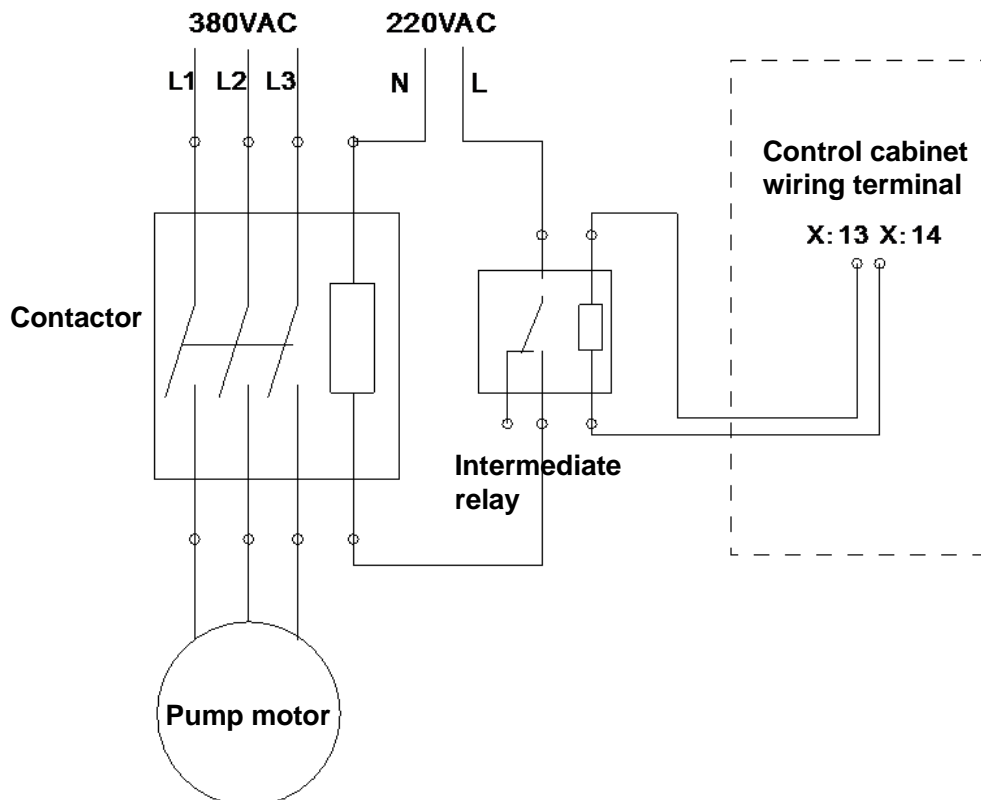 380VAC
220VAC
L1 L2 L3
N L
Control cabinet
wiring terminal
X:13 X:14
Contactor
Intermediate
relay
Pump motor